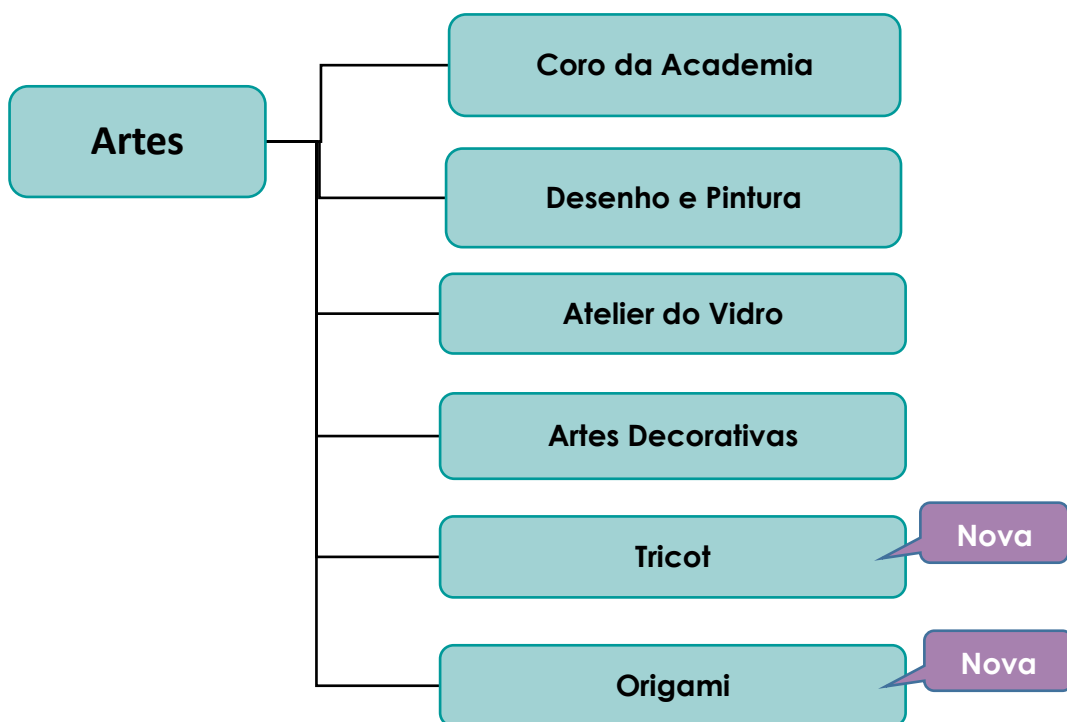 Coro da Academia
Artes
Desenho e Pintura
Atelier do Vidro
Artes Decorativas
Nova
Tricot
Nova
Origami